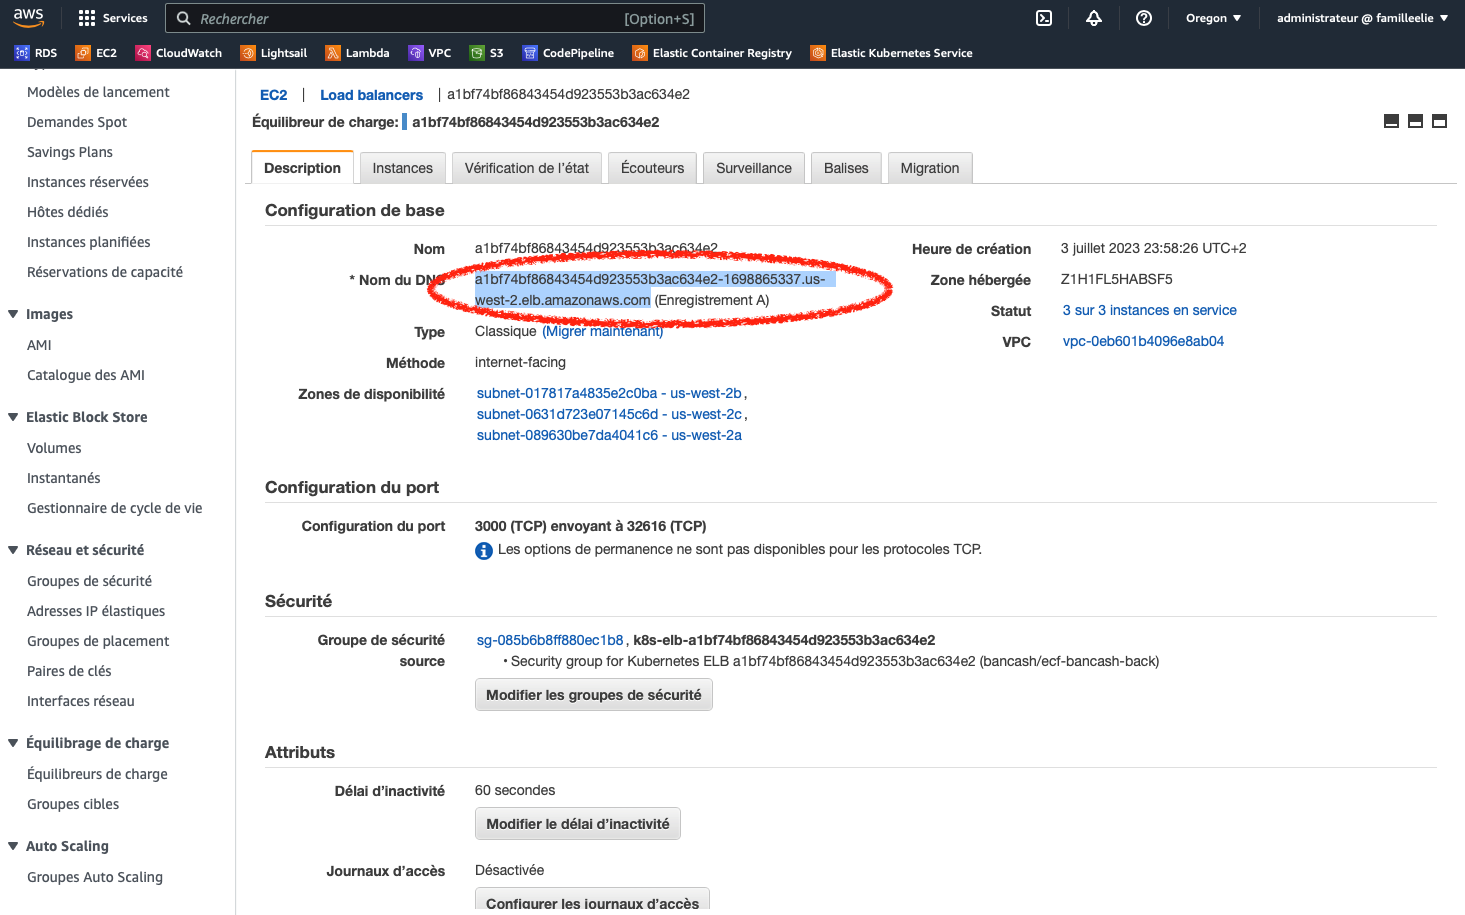 aws
Services
Rechercher [Option+S]
Oregon ▼
administrateur @ familleelie ▼
RDS EC2 CloudWatch Lightsail Lambda VPC S3 CodePipeline Elastic Container Registry Elastic Kubernetes Service
Modèles de lancement
Demandes Spot
Savings Plans
Instances réservées
Hôtes dédiés
Instances planifiées
Réservations de capacité
Images
AMI
Catalogue des AMI
Elastic Block Store
Volumes
Instantanés
Gestionnaire de cycle de vie
Réseau et sécurité
Groupes de sécurité
Adresses IP élastiques
Groupes de placement
Paires de clés
Interfaces réseau
Équilibrage de charge
Équilibreurs de charge
Groupes cibles
Auto Scaling
Groupes Auto Scaling
EC2 | Load balancers | a1bf74bf86843454d923553b3ac634e2
Équilibreur de charge: a1bf74bf86843454d923553b3ac634e2
Description Instances Vérification de l'état Écouteurs Surveillance Balises Migration
Configuration de base
Nom a1bf74bf86843454d923553b3ac634e2
* Nom du DNS a1bf74bf86843454d923553b3ac634e2-1698865337.us-
west-2.elb.amazonaws.com (Enregistrement A)
Type Classique (Migrer maintenant)
Méthode internet-facing
Zones de disponibilité subnet-017817a4835e2c0ba - us-west-2b,
subnet-0631d723e07145c6d - us-west-2c,
subnet-089630be7da4041c6 - us-west-2a
Heure de création 3 juillet 2023 23:58:26 UTC+2
Zone hébergée Z1H1FL5HABSF5
Statut 3 sur 3 instances en service
VPC vpc-0eb601b4096e8ab04
Configuration du port
Configuration du port 3000 (TCP) envoyant à 32616 (TCP)
Les options de permanence ne sont pas disponibles pour les protocoles TCP.
Sécurité
Groupe de sécurité source sg-085b6b8ff880ec1b8, k8s-elb-a1bf74bf86843454d923553b3ac634e2
• Security group for Kubernetes ELB a1bf74bf86843454d923553b3ac634e2 (bancash/ecf-bancash-back)
Modifier les groupes de sécurité
Attributs
Délai d'inactivité 60 secondes
Modifier le délai d'inactivité
Journaux d'accès Désactivée
Configurer les journaux d'accès